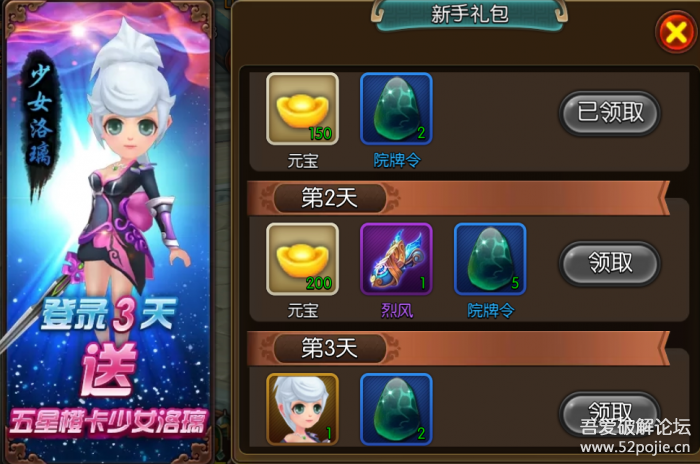 新手礼包
少女洛璃
登录3天
送
五星橙卡少女洛璃
150
2
元宝
院牌令
已领取
第2天
200
1
5
元宝
烈风
院牌令
领取
第3天
1
2
领取
吾爱破解论坛
www.52pojie.cn